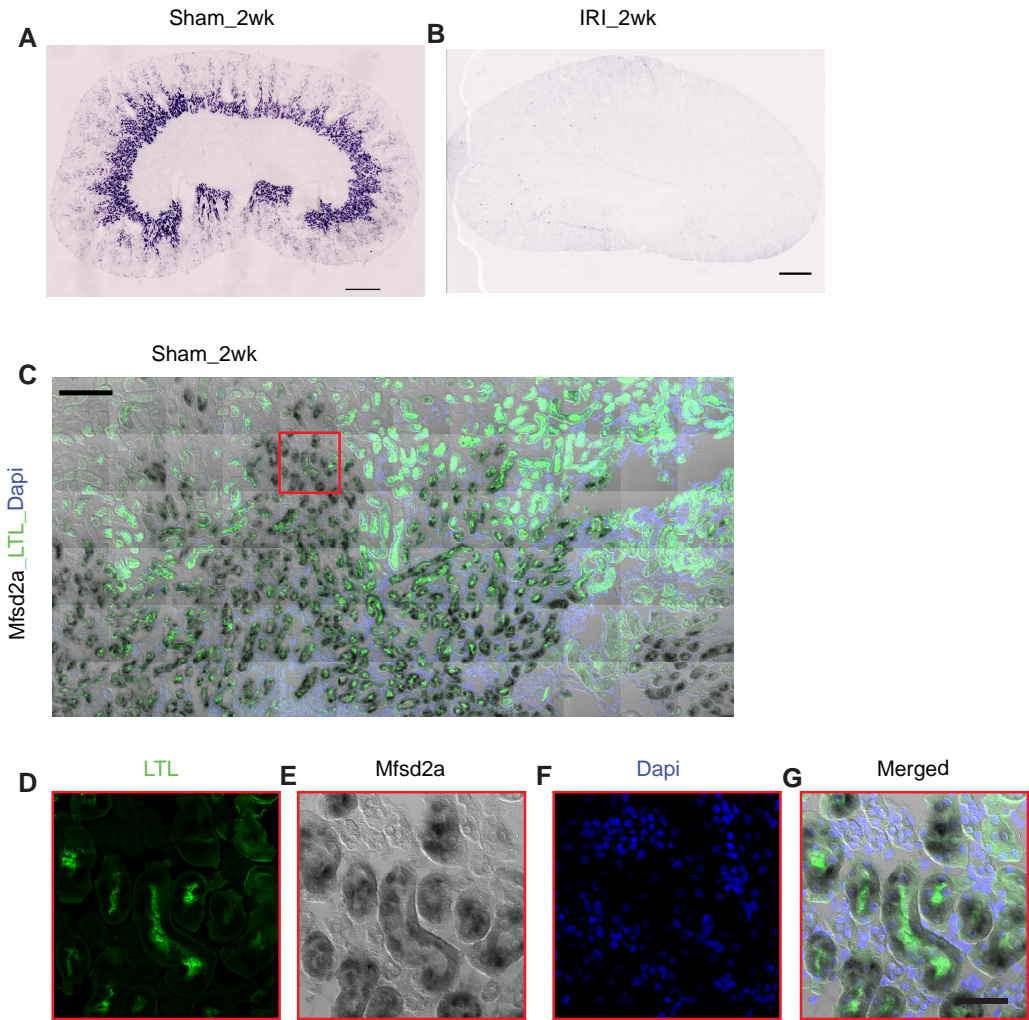 Sham_2wk
IRI_2wk
A
B
Sham_2wk
C
Mfsd2a_LTL_Dapi
D
LTL
E
Mfsd2a
F
Dapi
G
Merged